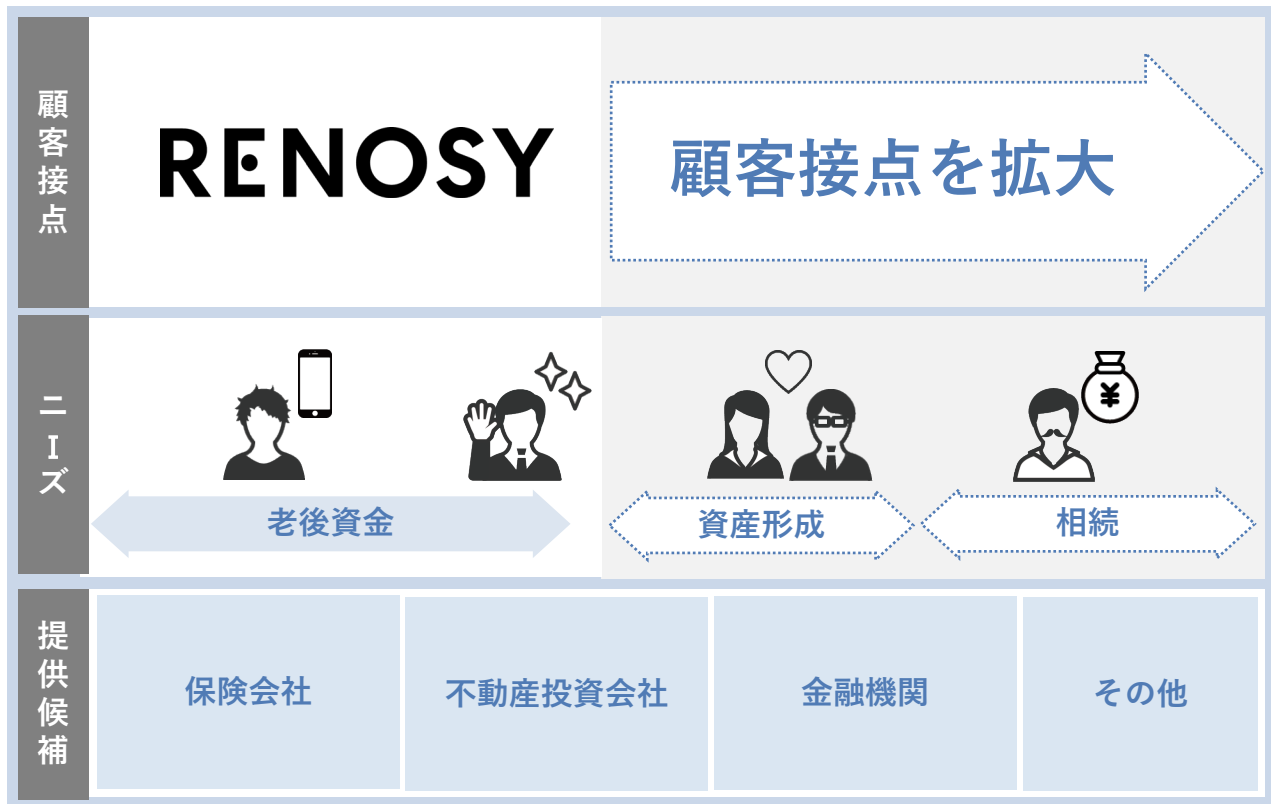 顧客接点
RENOSY
顧客接点を拡大
ニーズ
¥
老後資金
資産形成
相続
提供候補
保険会社
不動産投資会社
金融機関
その他